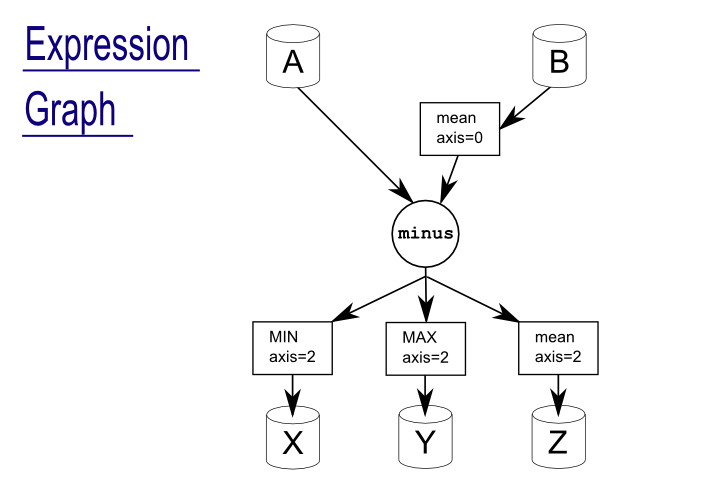 Expression
Graph
A
B
mean
axis=0
minus
MIN
axis=2
MAX
axis=2
mean
axis=2
X
Y
Z